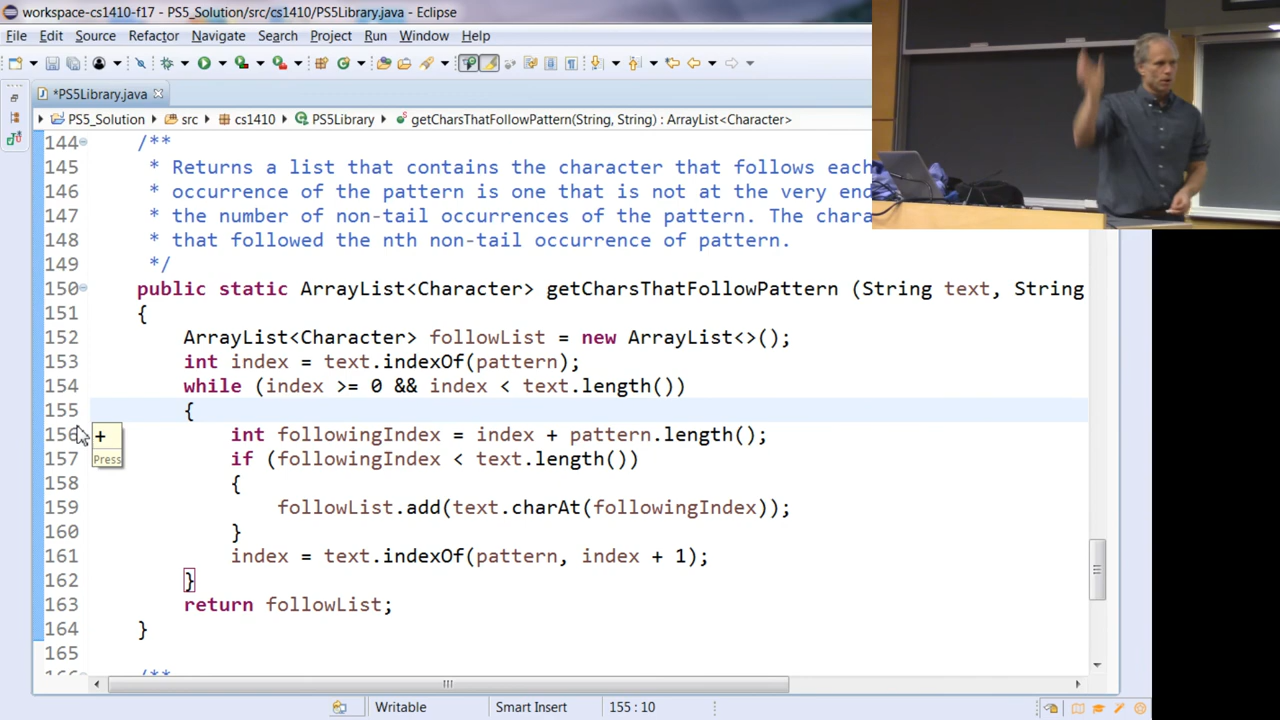 workspace-cs1410-f17 - PS5_Solution/src/cs1410/PS5Library.java - Eclipse
File Edit Source Refactor Navigate Search Project Run Window Help
*PS5Library.java
PS5_Solution src cs1410 PS5Library getCharsThatFollowPattern(String, String) : ArrayList<Character>
144 /**
145 * Returns a list that contains the character that follows each
146 * occurrence of the pattern is one that is not at the very end
147 * the number of non-tail occurrences of the pattern. The chara
148 * that followed the nth non-tail occurrence of pattern.
149 */
150 public static ArrayList<Character> getCharsThatFollowPattern (String text, String
151 {
152 ArrayList<Character> followList = new ArrayList<>();
153 int index = text.indexOf(pattern);
154 while (index >= 0 && index < text.length())
155 {
156 int followingIndex = index + pattern.length();
157 if (followingIndex < text.length())
158 {
159 followList.add(text.charAt(followingIndex));
160 }
161 index = text.indexOf(pattern, index + 1);
162 }
163 return followList;
164 }
165
166 /**
+
Press
Writable Smart Insert 155 : 10